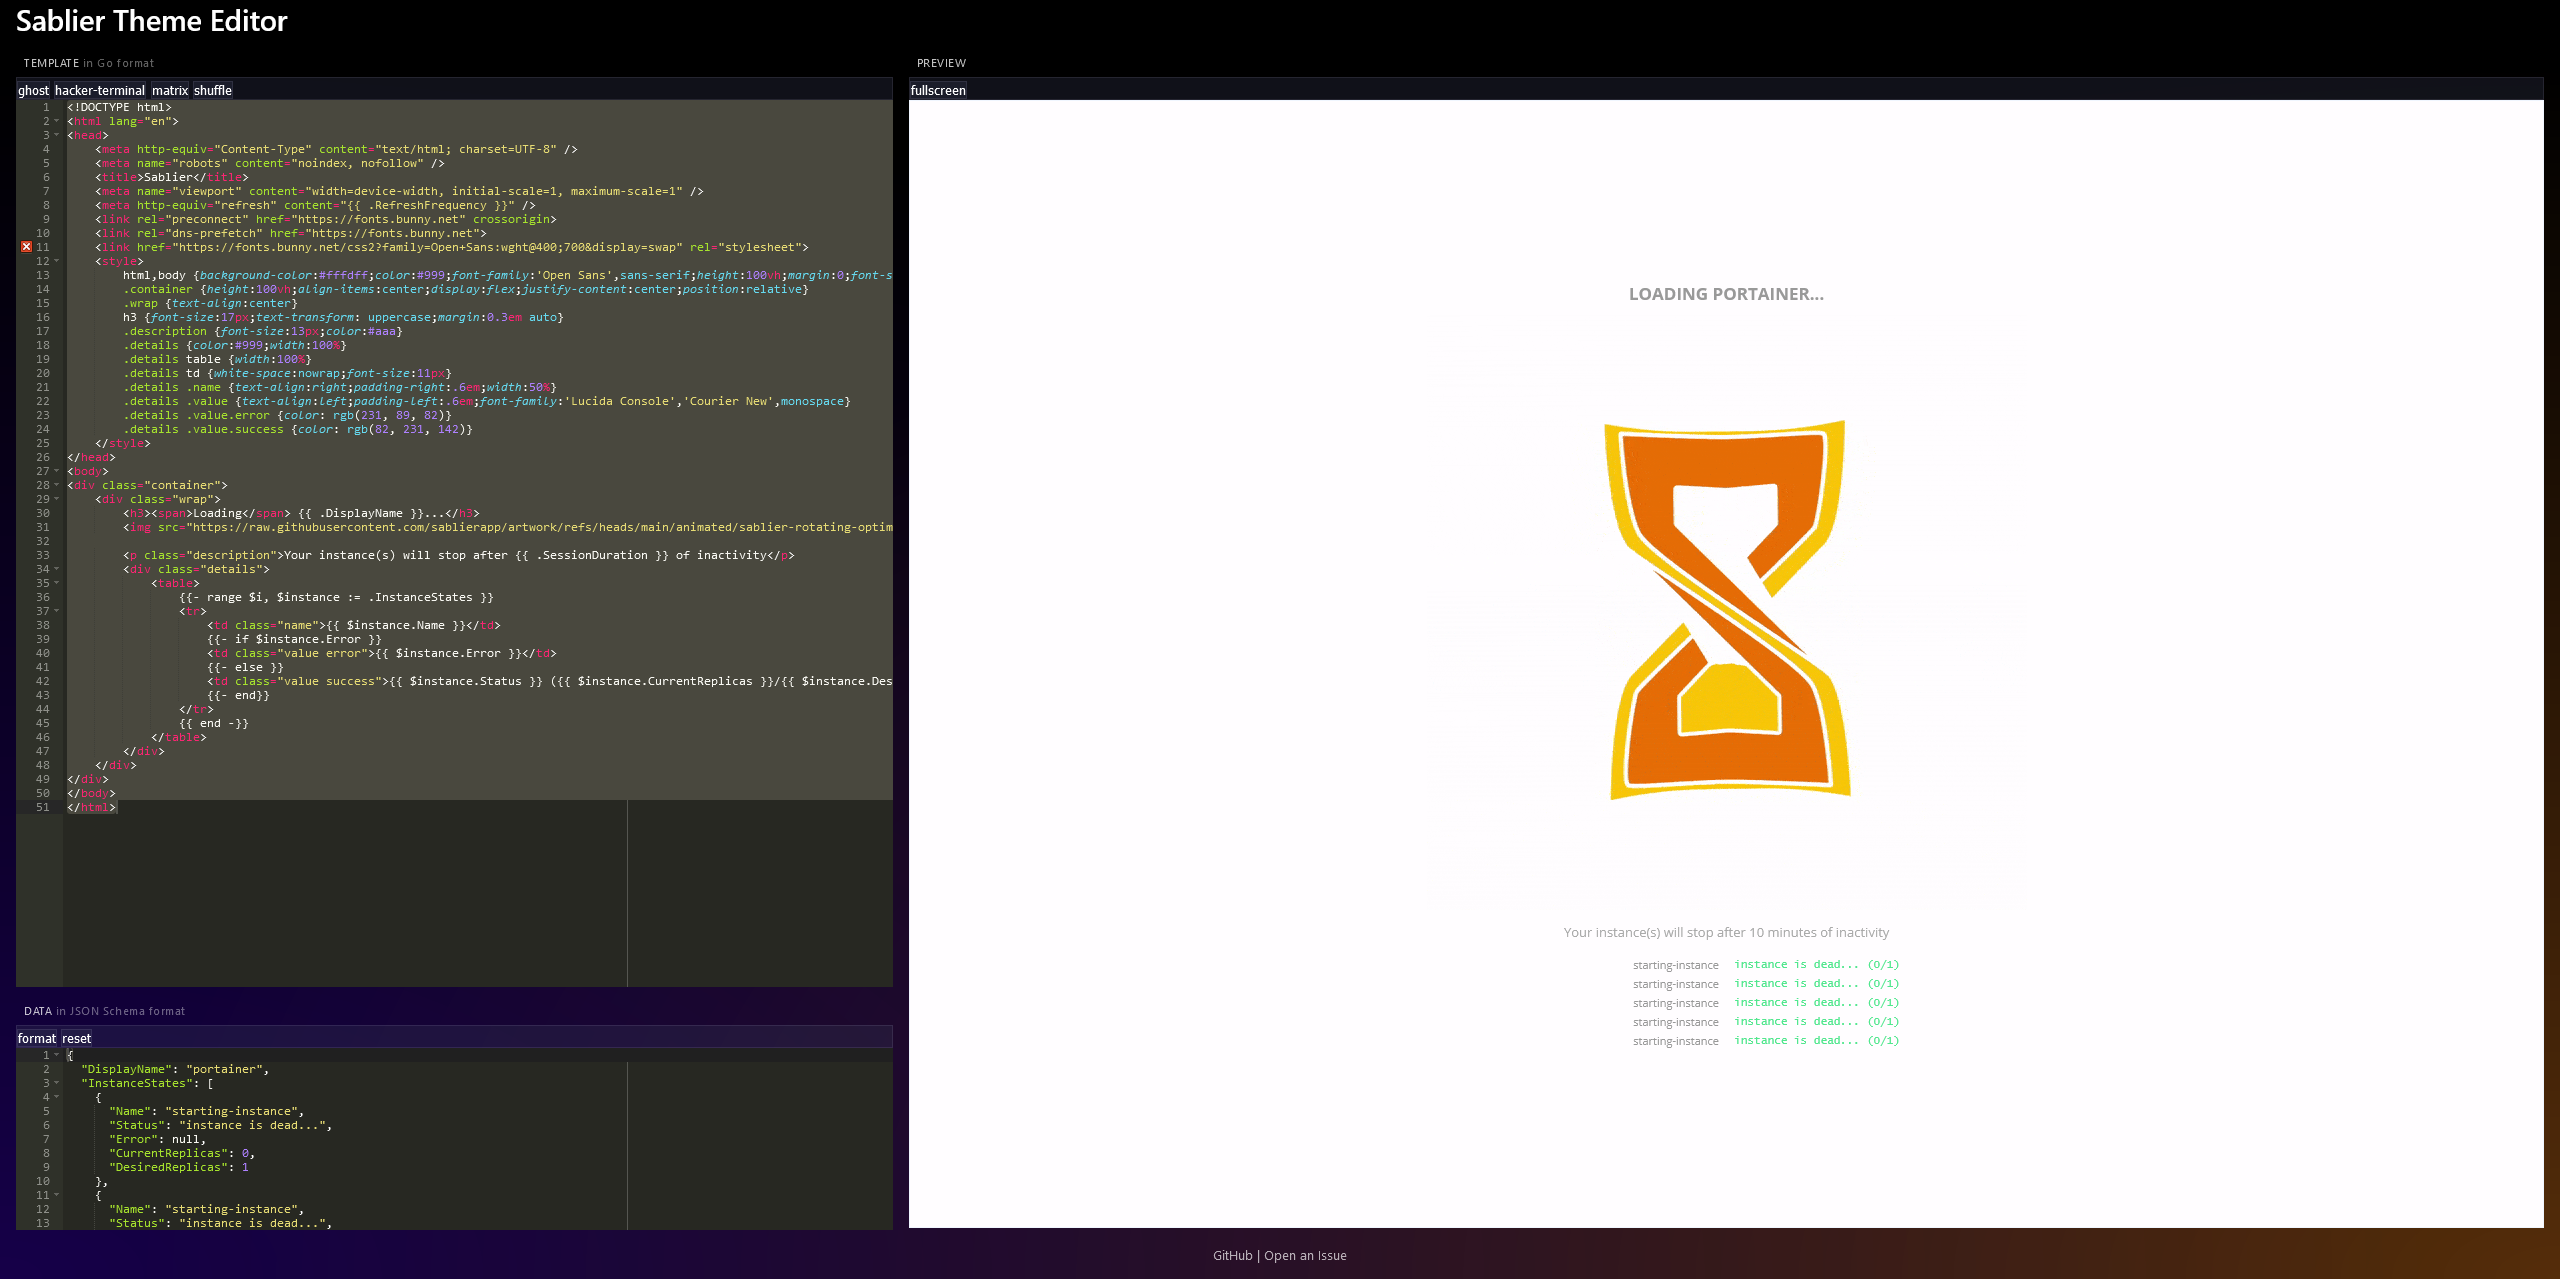 Sablier Theme Editor
TEMPLATE in Go format
ghost hacker-terminal matrix shuffle
1 <!DOCTYPE html>
2 <html lang="en">
3 <head>
4 <meta http-equiv="Content-Type" content="text/html; charset=UTF-8" />
5 <meta name="robots" content="noindex, nofollow" />
6 <title>Sablier</title>
7 <meta name="viewport" content="width=device-width, initial-scale=1, maximum-scale=1" />
8 <meta http-equiv="refresh" content="{{ .RefreshFrequency }}" />
9 <link rel="preconnect" href="https://fonts.bunny.net" crossorigin>
10 <link rel="dns-prefetch" href="https://fonts.bunny.net">
11 <link href="https://fonts.bunny.net/css2?family=Open+Sans:wght@400;700&display=swap" rel="stylesheet">
12 <style>
13 html,body {background-color:#fffdff;color:#999;font-family:'Open Sans',sans-serif;height:100vh;margin:0;font-s
14 .container {height:100vh;align-items:center;display:flex;justify-content:center;position:relative}
15 .wrap {text-align:center}
16 h3 {font-size:17px;text-transform: uppercase;margin:0.3em auto}
17 .description {font-size:13px;color:#aaa}
18 .details {color:#999;width:100%}
19 .details table {width:100%}
20 .details td {white-space:nowrap;font-size:11px}
21 .details .name {text-align:right;padding-right:.6em;width:50%}
22 .details .value {text-align:left;padding-left:.6em;font-family:'Lucida Console','Courier New',monospace}
23 .details .value.error {color: rgb(231, 89, 82)}
24 .details .value.success {color: rgb(82, 231, 142)}
25 </style>
26 </head>
27 <body>
28 <div class="container">
29 <div class="wrap">
30 <h3><span>Loading</span> {{ .DisplayName }}...</h3>
31 <img src="https://raw.githubusercontent.com/sablierapp/artwork/refs/heads/main/animated/sablier-rotating-optim
32
33 <p class="description">Your instance(s) will stop after {{ .SessionDuration }} of inactivity</p>
34 <div class="details">
35 <table>
36 {{- range $i, $instance := .InstanceStates }}
37 <tr>
38 <td class="name">{{ $instance.Name }}</td>
39 {{- if $instance.Error }}
40 <td class="value error">{{ $instance.Error }}</td>
41 {{- else }}
42 <td class="value success">{{ $instance.Status }} ({{ $instance.CurrentReplicas }}/{{ $instance.Des
43 {{- end}}
44 </tr>
45 {{ end -}}
46 </table>
47 </div>
48 </div>
49 </div>
50 </body>
51 </html>
DATA in JSON Schema format
format reset
1 {
2 "DisplayName": "portainer",
3 "InstanceStates": [
4 {
5 "Name": "starting-instance",
6 "Status": "instance is dead...",
7 "Error": null,
8 "CurrentReplicas": 0,
9 "DesiredReplicas": 1
10 },
11 {
12 "Name": "starting-instance",
13 "Status": "instance is dead...",
PREVIEW
fullscreen
LOADING PORTAINER...
Your instance(s) will stop after 10 minutes of inactivity
starting-instance instance is dead... (0/1)
starting-instance instance is dead... (0/1)
starting-instance instance is dead... (0/1)
starting-instance instance is dead... (0/1)
starting-instance instance is dead... (0/1)
GitHub | Open an Issue